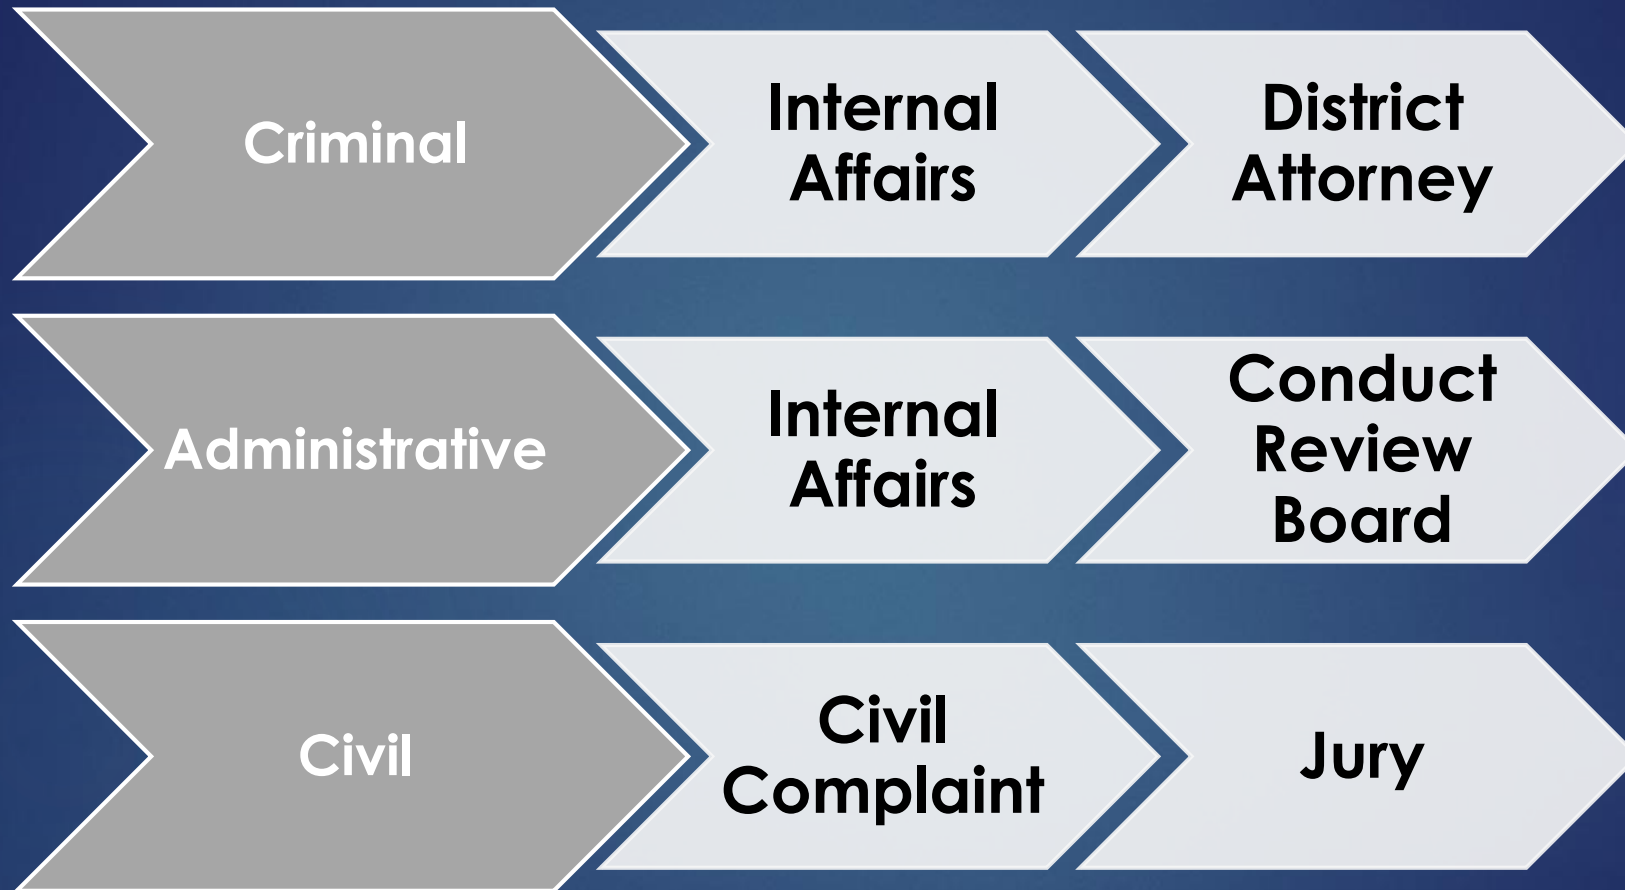 Criminal
Internal
Affairs
District
Attorney
Administrative
Internal
Affairs
Conduct
Review
Board
Civil
Civil
Complaint
Jury